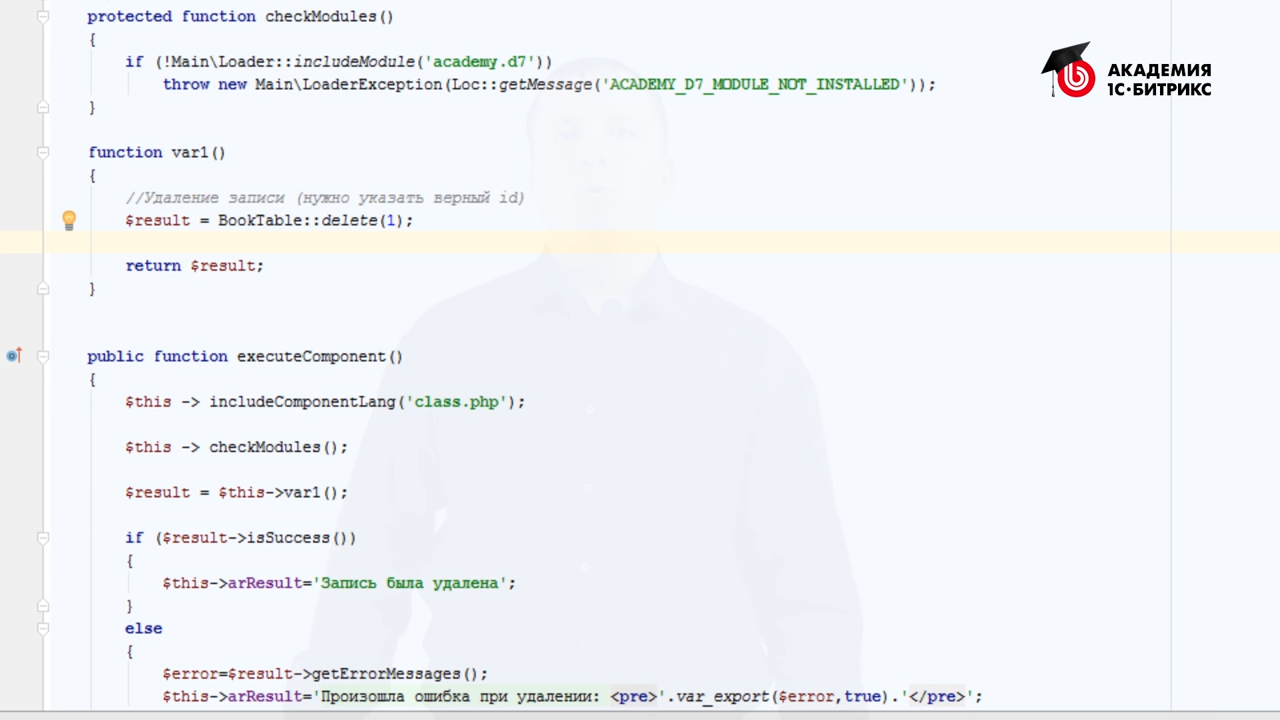 protected function checkModules()
{
if (!Main\Loader::includeModule('academy.d7'))
throw new Main\LoaderException(Loc::getMessage('ACADEMY_D7_MODULE_NOT_INSTALLED'));
}
АКАДЕМИЯ
1С·БИТРИКС
function var1()
{
//Удаление записи (нужно указать верный id)
$result = BookTable::delete(1);
return $result;
}
public function executeComponent()
{
$this -> includeComponentLang('class.php');
$this -> checkModules();
$result = $this->var1();
if ($result->isSuccess())
{
$this->arResult='Запись была удалена';
}
else
{
$error=$result->getErrorMessages();
$this->arResult='Произошла ошибка при удалении: <pre>'.var_export($error,true).'</pre>';